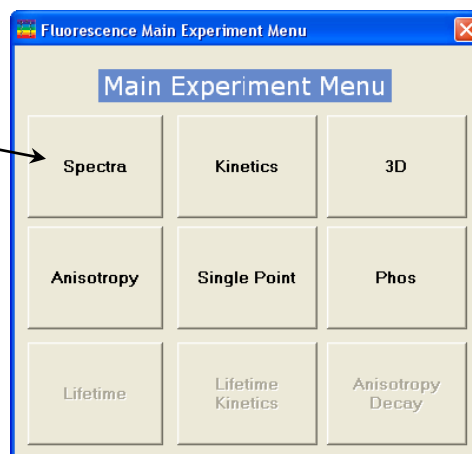 Fluorescence Main Experiment Menu
Main Experiment Menu
Spectra Kinetics 3D
Anisotropy Single Point Phos
Lifetime Lifetime Kinetics Anisotropy Decay